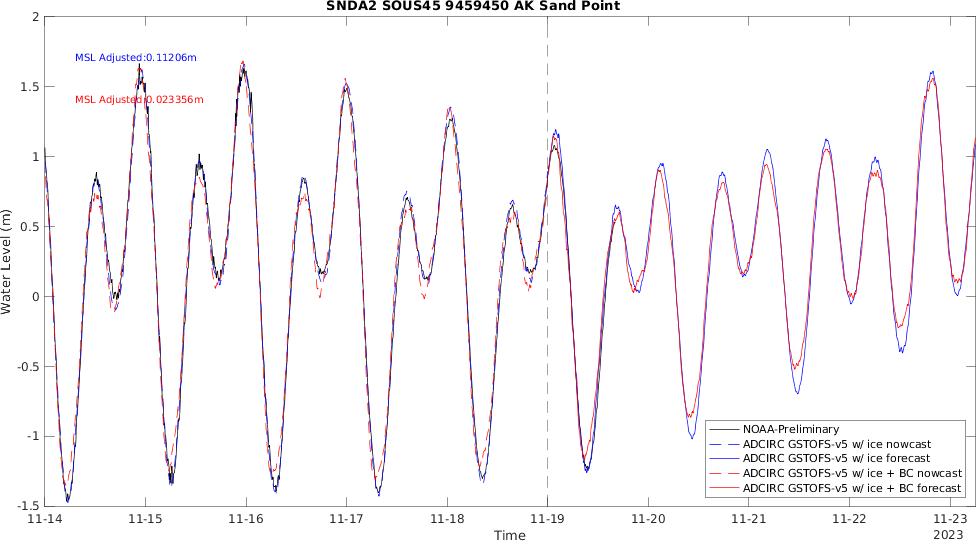 SNDA2 SOUS45 9459450 AK Sand Point
2
1.5
1
0.5
0
-0.5
-1
-1.5
Water Level (m)
MSL Adjusted:0.11206m
MSL Adjusted:0.023356m
NOAA-Preliminary
ADCIRC GSTOFS-v5 w/ ice nowcast
ADCIRC GSTOFS-v5 w/ ice forecast
ADCIRC GSTOFS-v5 w/ ice + BC nowcast
ADCIRC GSTOFS-v5 w/ ice + BC forecast
11-14 11-15 11-16 11-17 11-18 11-19 11-20 11-21 11-22 11-23
Time
2023